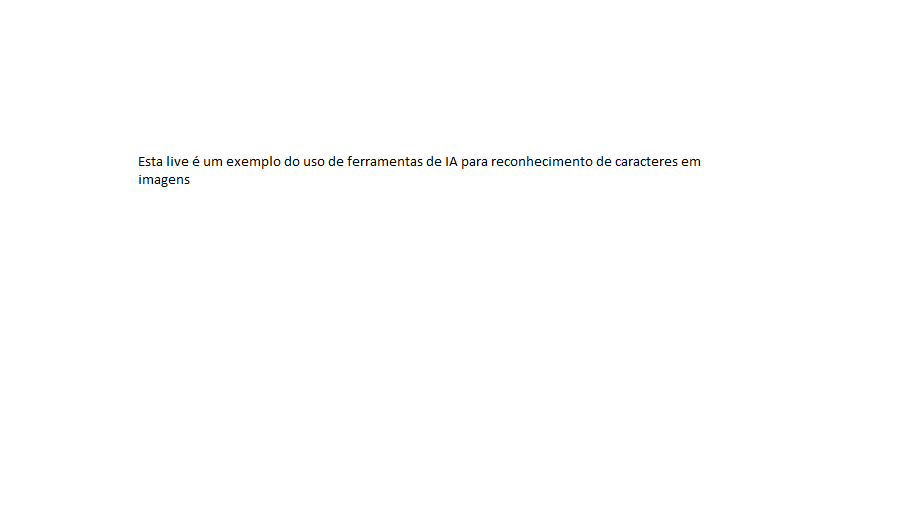 Esta live é um exemplo do uso de ferramentas de IA para reconhecimento de caracteres em
imagens